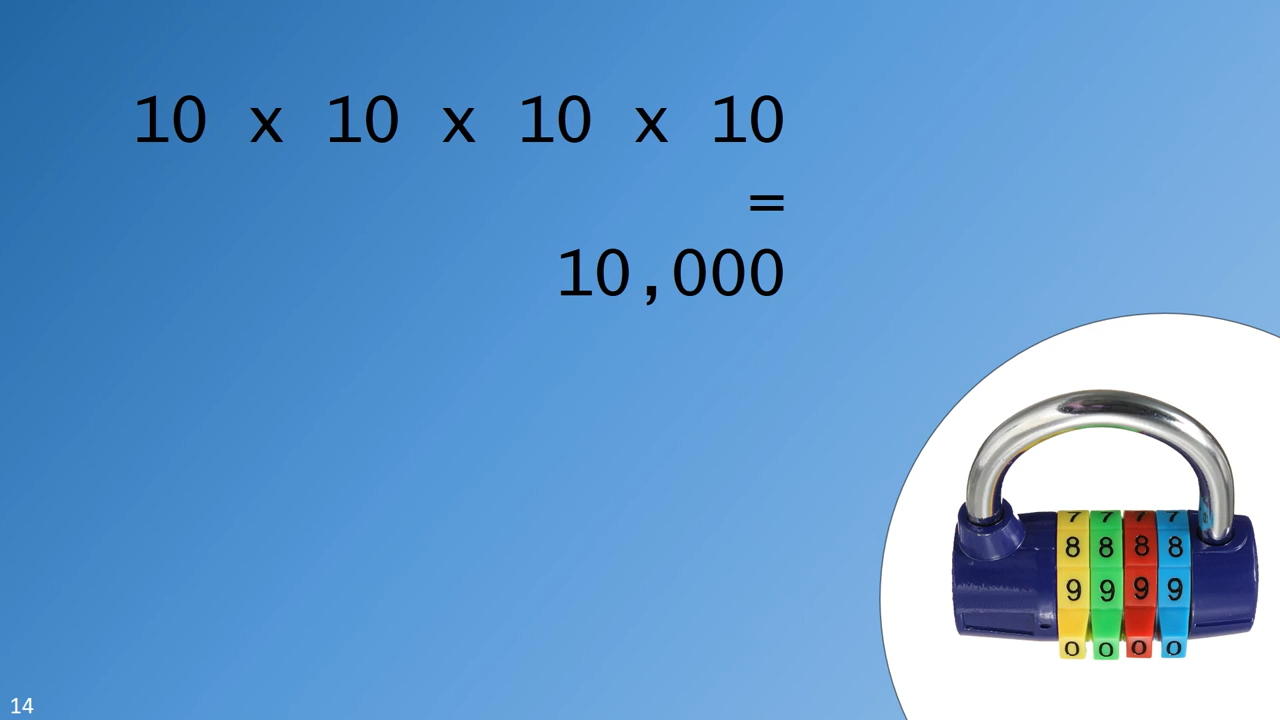 10 x 10 x 10 x 10
=
10,000
7 7 7 7
8 8 8 8
9 9 9 9
0 0 0 0
14